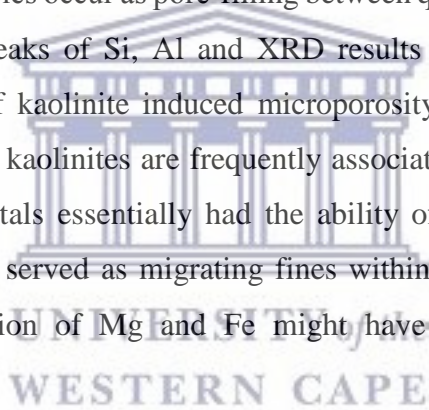 ies occur as pore-filling between q
eaks of Si, Al and XRD results
f kaolinite induced microporosity
kaolinites are frequently associat
tals essentially had the ability of
served as migrating fines within
ion of Mg and Fe might have
UNIVERSITY of the
WESTERN CAPE